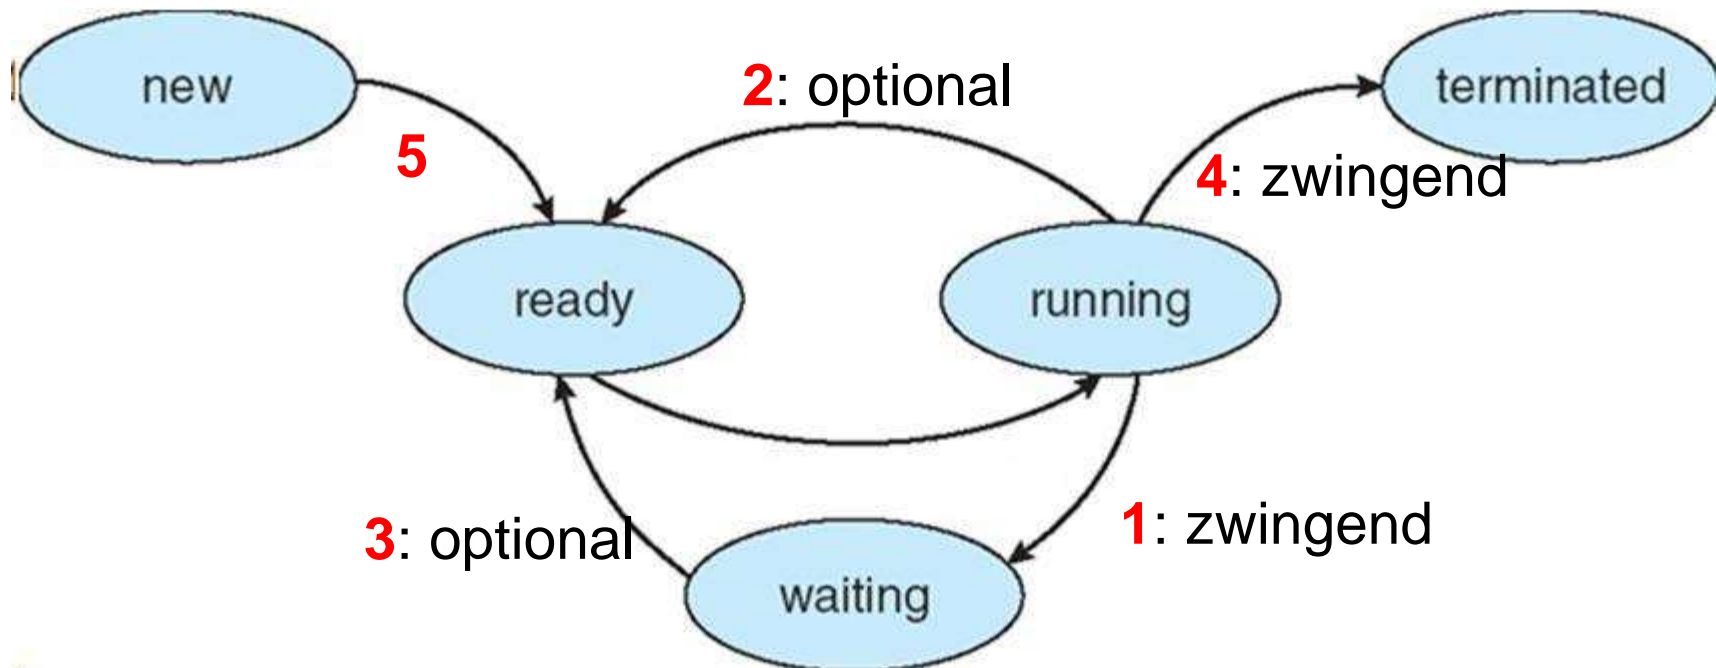 new
2: optional
terminated
5
4: zwingend
ready
running
3: optional
1: zwingend
waiting